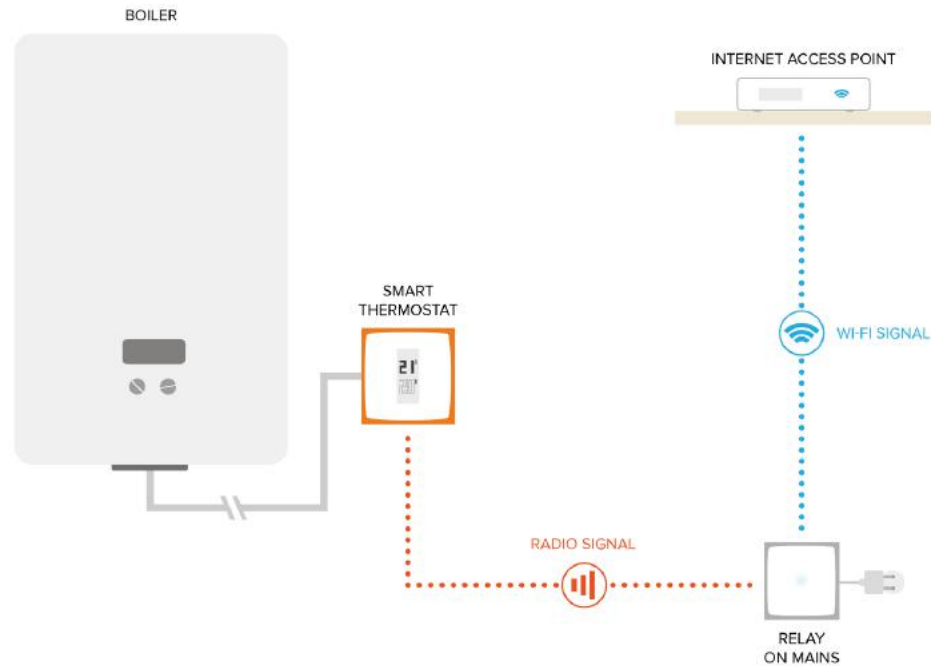 BOILER
INTERNET ACCESS POINT
SMART
THERMOSTAT
21°
WI-FI SIGNAL
RADIO SIGNAL
RELAY
ON MAINS